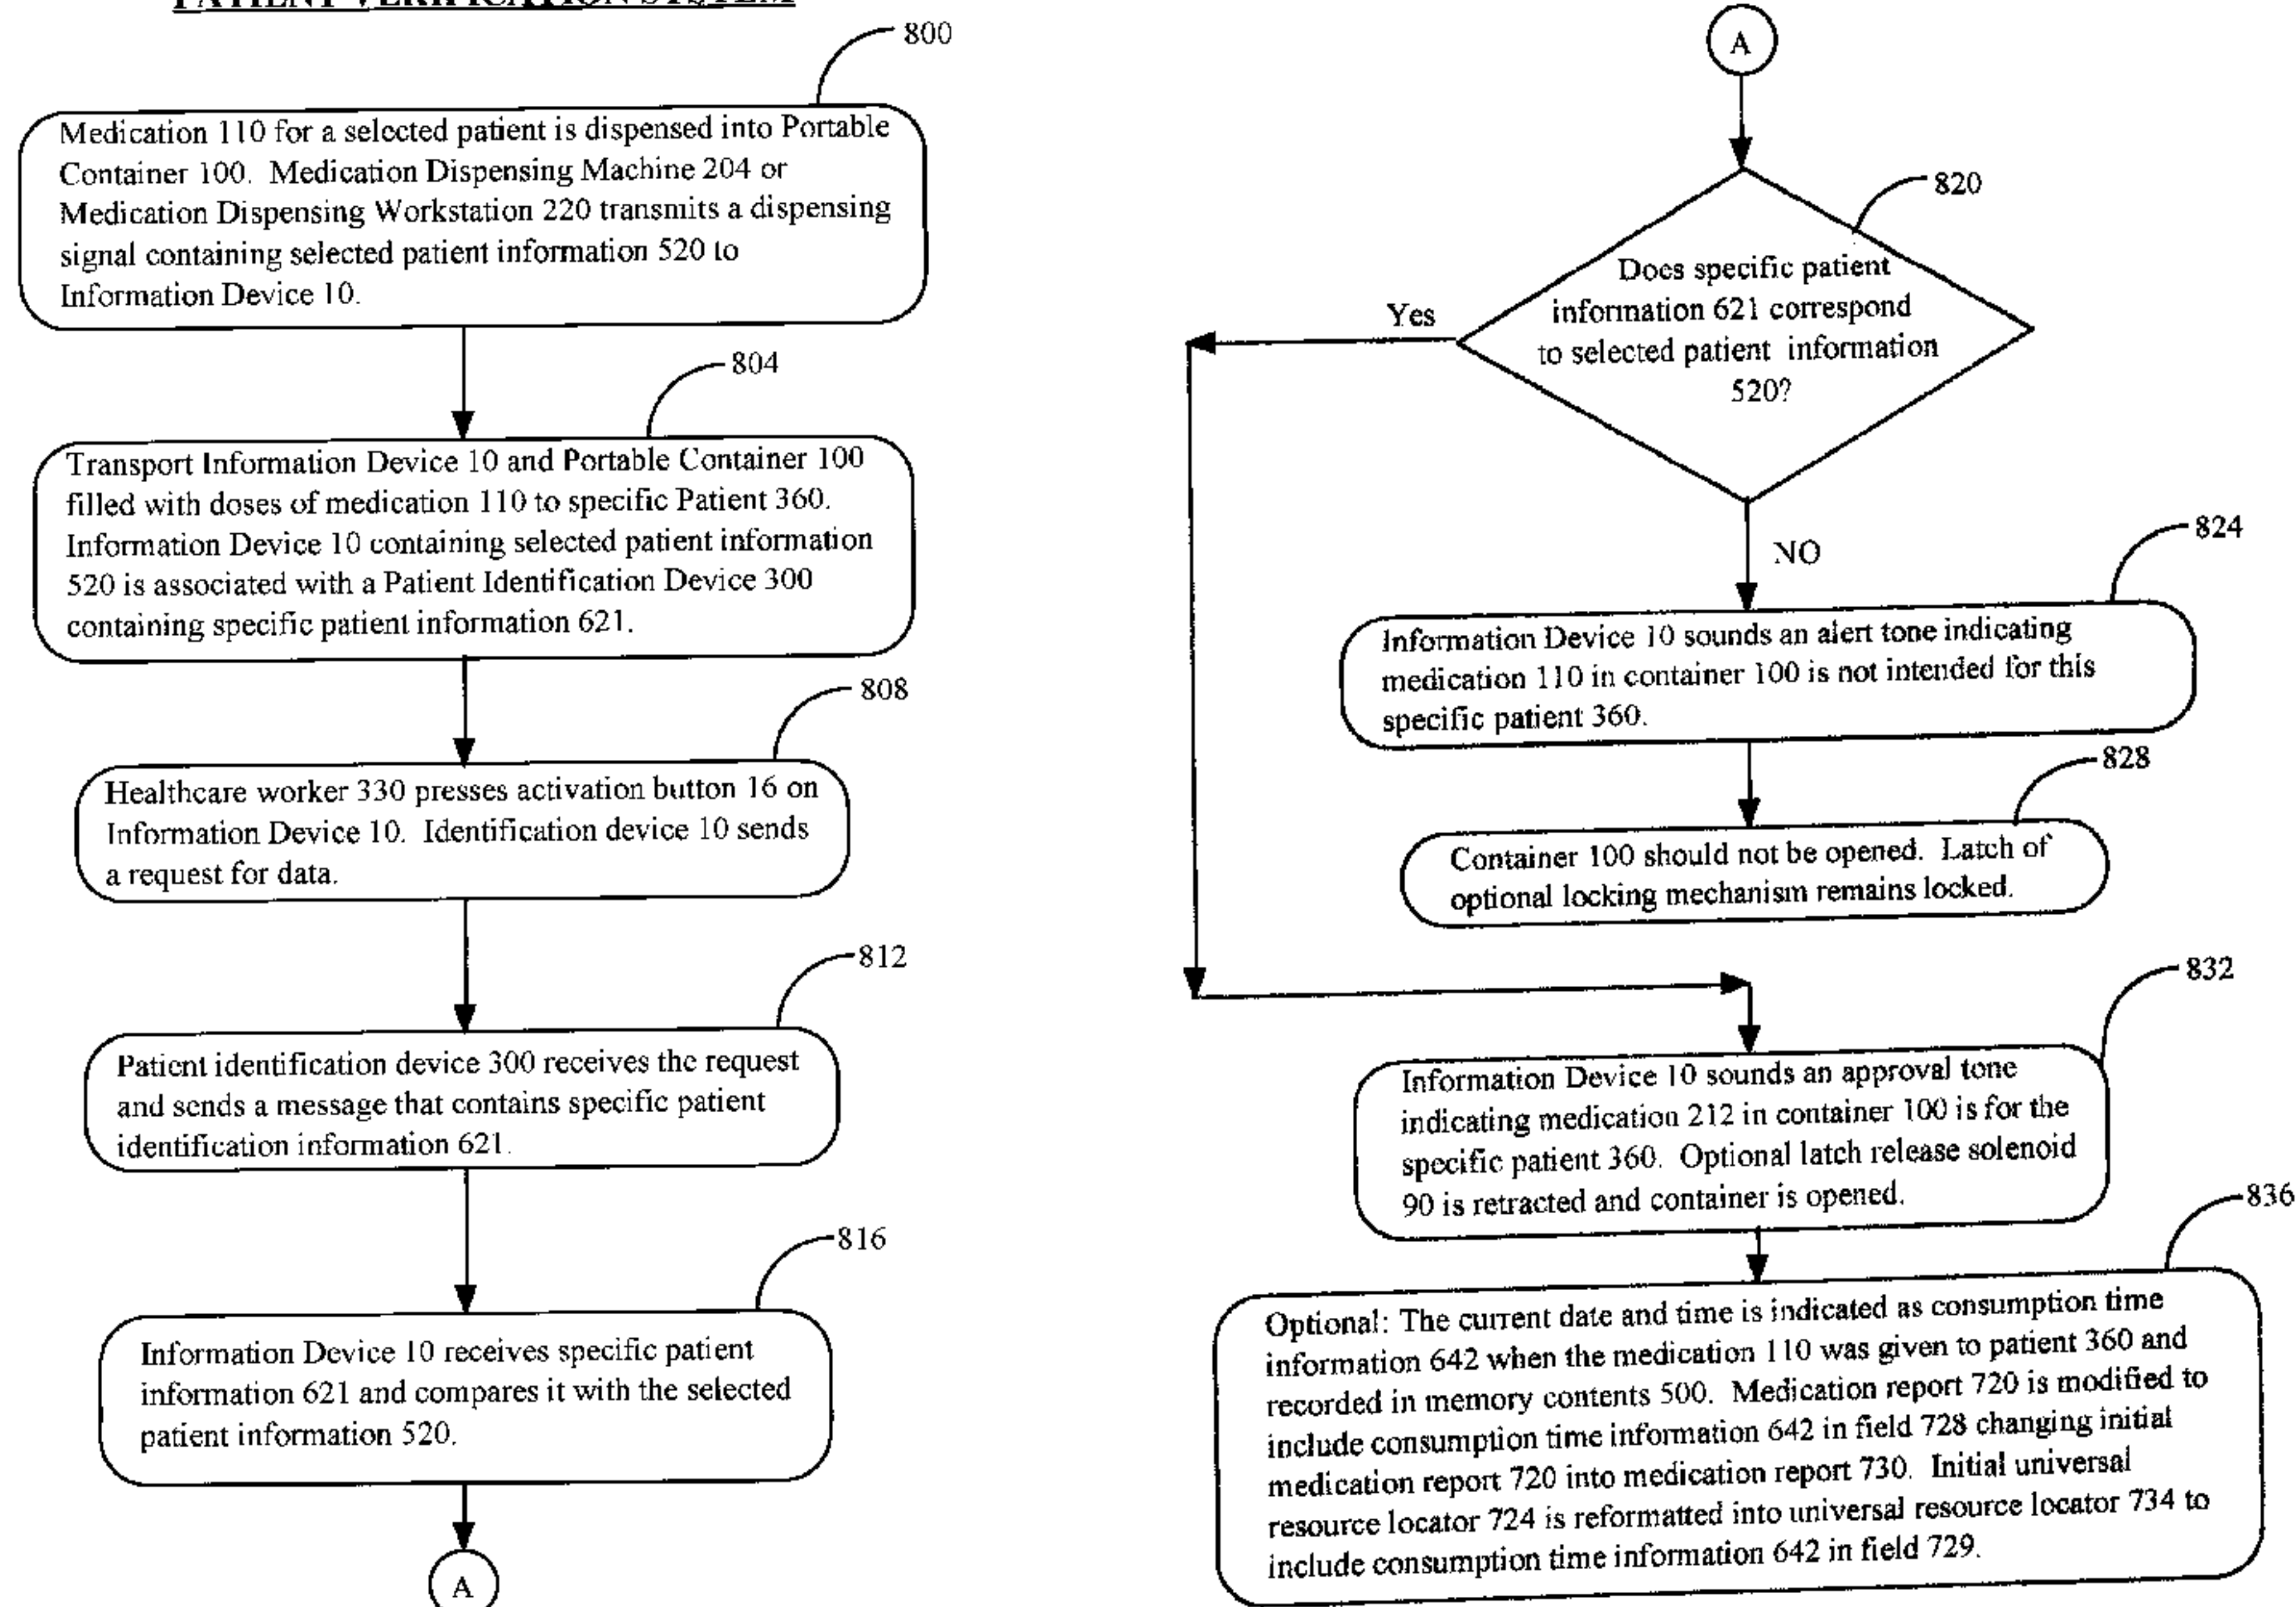 PATIENT VERIFICATION SYSTEM
800
Medication 110 for a selected patient is dispensed into Portable
Container 100. Medication Dispensing Machine 204 or
Medication Dispensing Workstation 220 transmits a dispensing
signal containing selected patient information 520 to
Information Device 10.
804
Transport Information Device 10 and Portable Container 100
filled with doses of medication 110 to specific Patient 360.
Information Device 10 containing selected patient information
520 is associated with a Patient Identification Device 300
containing specific patient information 621.
808
Healthcare worker 330 presses activation button 16 on
Information Device 10. Identification device 10 sends
a request for data.
812
Patient identification device 300 receives the request
and sends a message that contains specific patient
identification information 621.
816
Information Device 10 receives specific patient
information 621 and compares it with the selected
patient information 520.
A
A
820
Does specific patient
information 621 correspond
to selected patient information
520?
Yes
NO
824
Information Device 10 sounds an alert tone indicating
medication 110 in container 100 is not intended for this
specific patient 360.
828
Container 100 should not be opened. Latch of
optional locking mechanism remains locked.
832
Information Device 10 sounds an approval tone
indicating medication 212 in container 100 is for the
specific patient 360. Optional latch release solenoid
90 is retracted and container is opened.
836
Optional: The current date and time is indicated as consumption time
information 642 when the medication 110 was given to patient 360 and
recorded in memory contents 500. Medication report 720 is modified to
include consumption time information 642 in field 728 changing initial
medication report 720 into medication report 730. Initial universal
resource locator 724 is reformatted into universal resource locator 734 to
include consumption time information 642 in field 729.